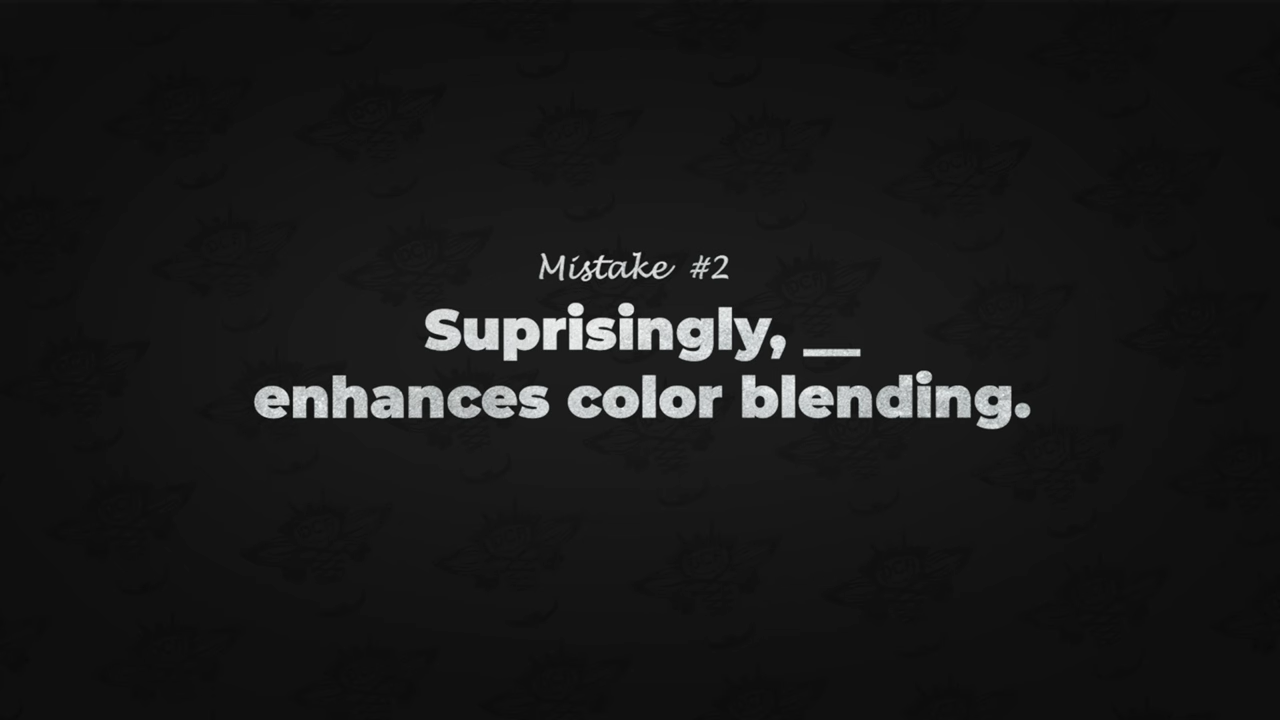 Mistake #2
Suprisingly, __
enhances color blending.